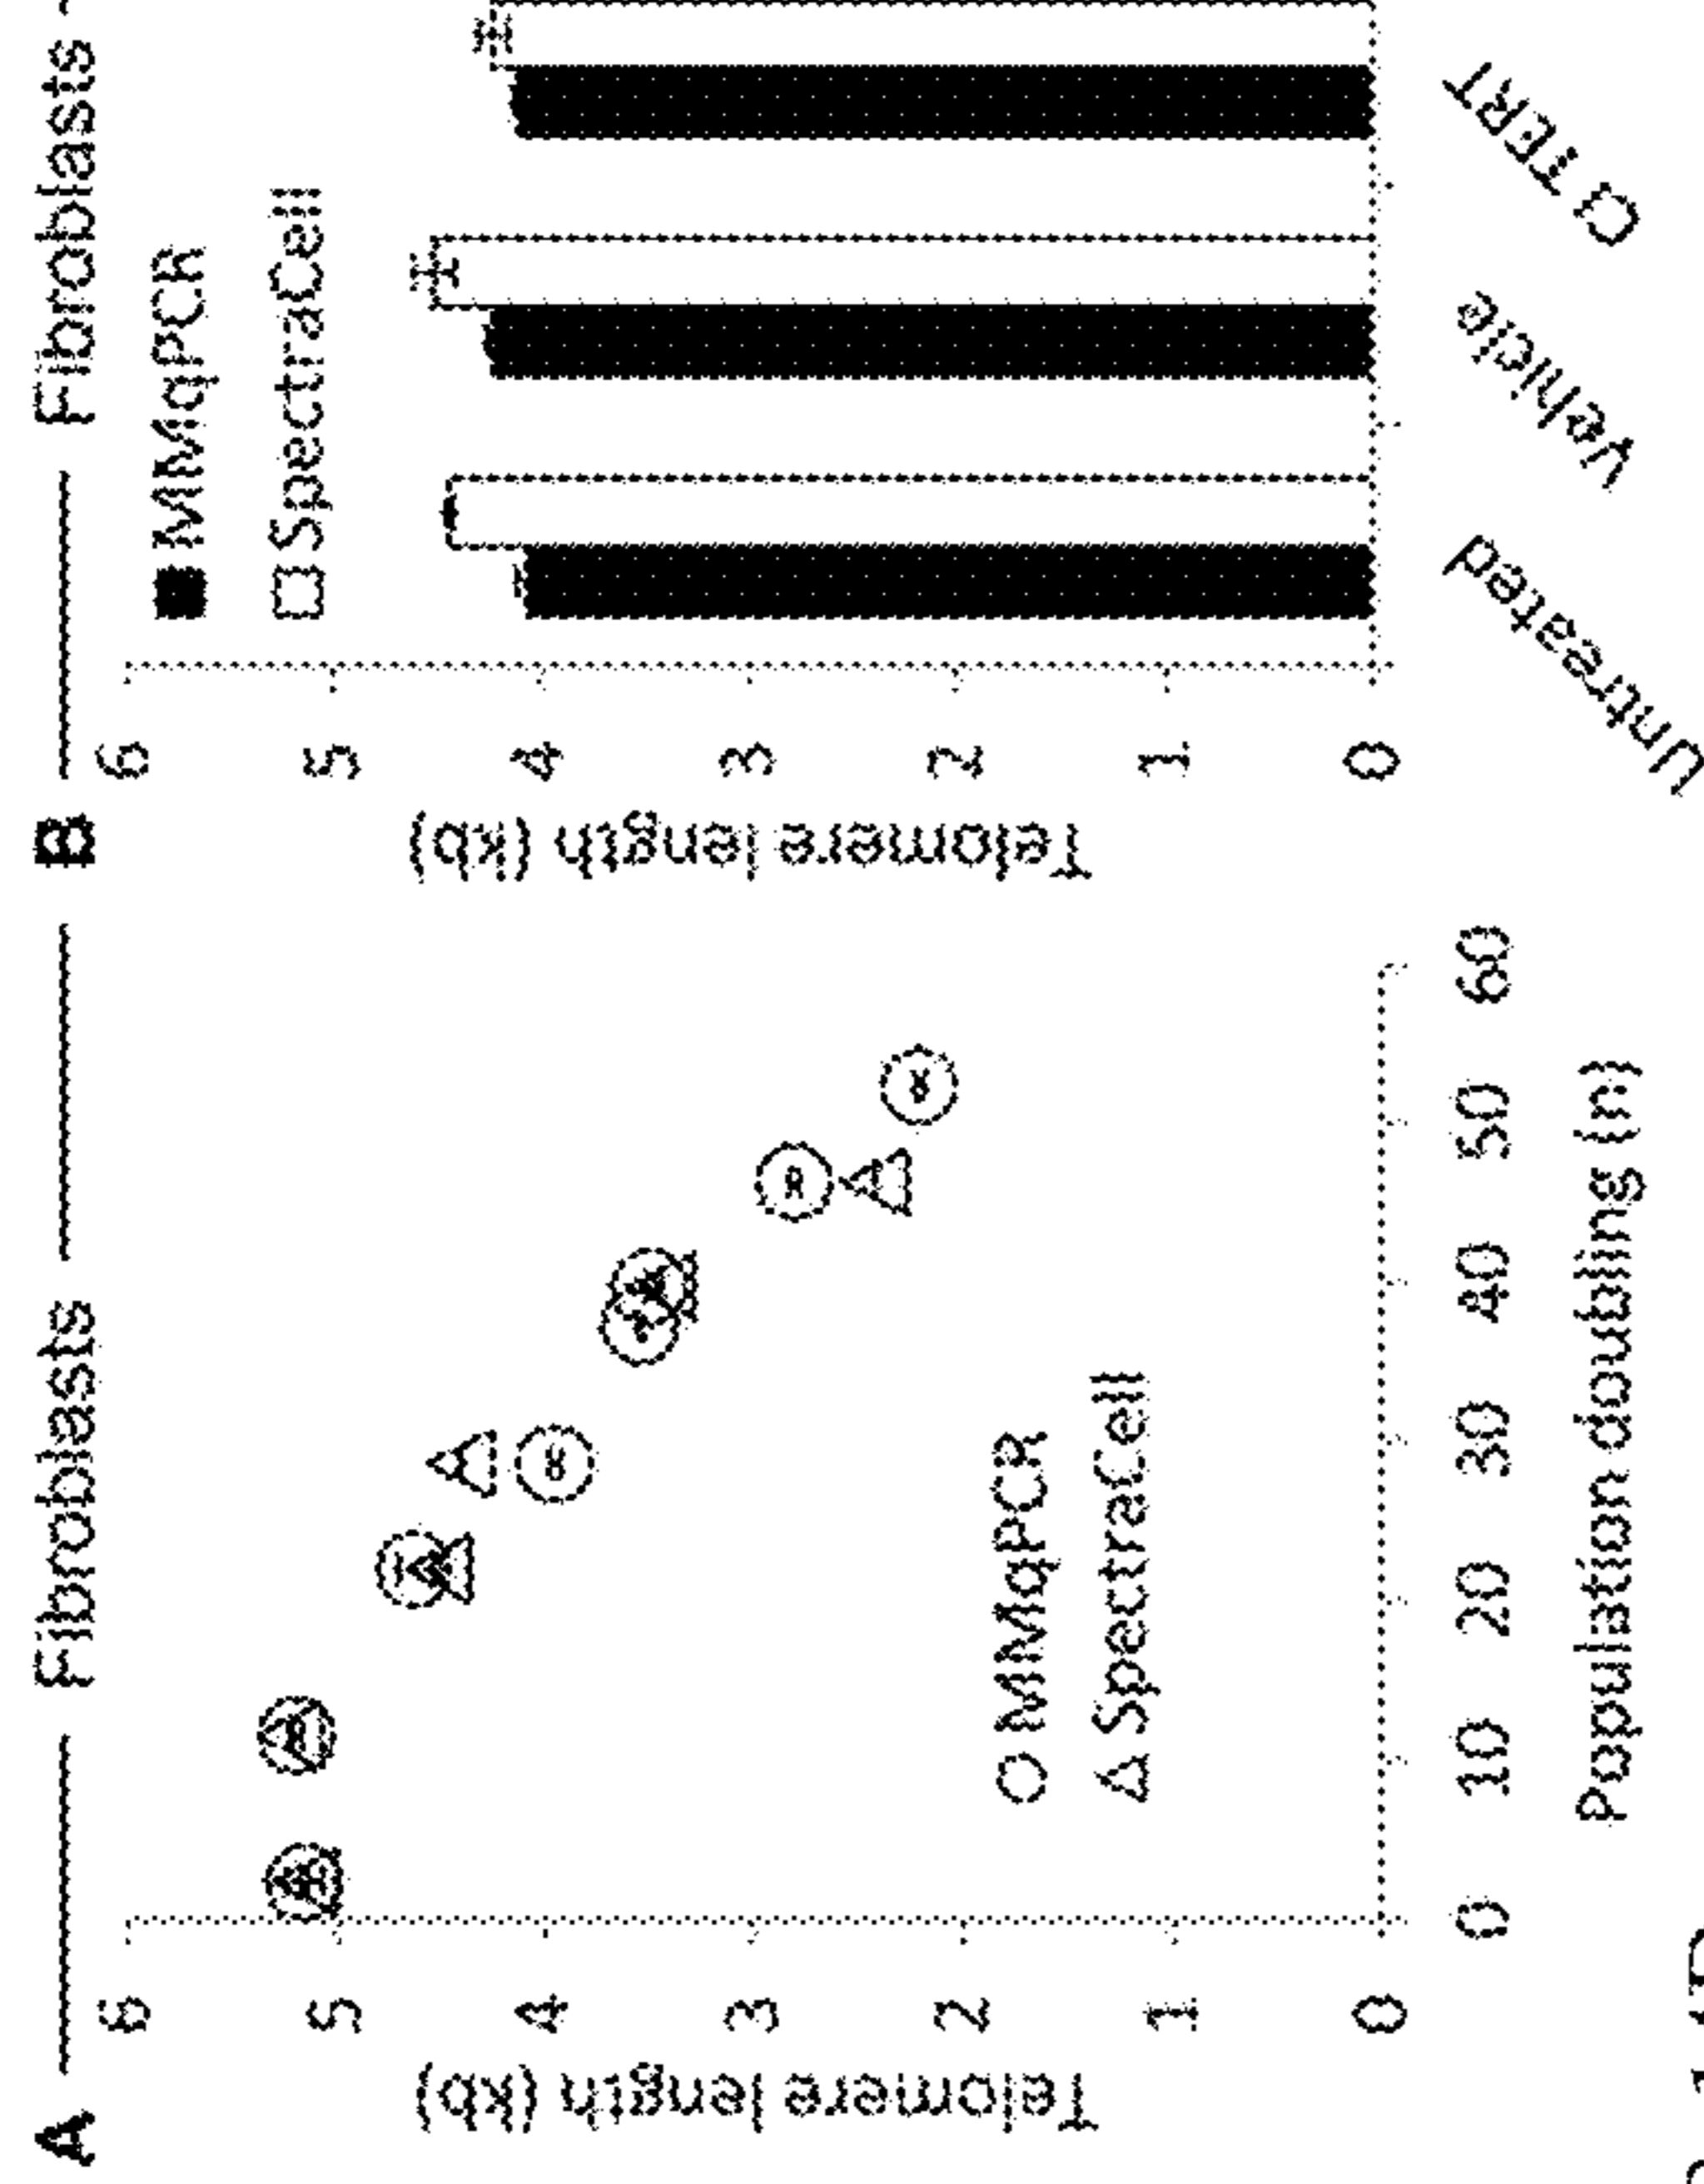 A Fibroblasts
6
5
4
3
2
1
0
Telomere length (kb)
MMqPCR
SpectraCell
0 10 20 30 40 50 60
Population doubling (n)
B Fibroblasts
6
5
4
3
2
1
0
Telomere length (kb)
MMqPCR
SpectraCell
Untreated
Vehicle
CI TERT